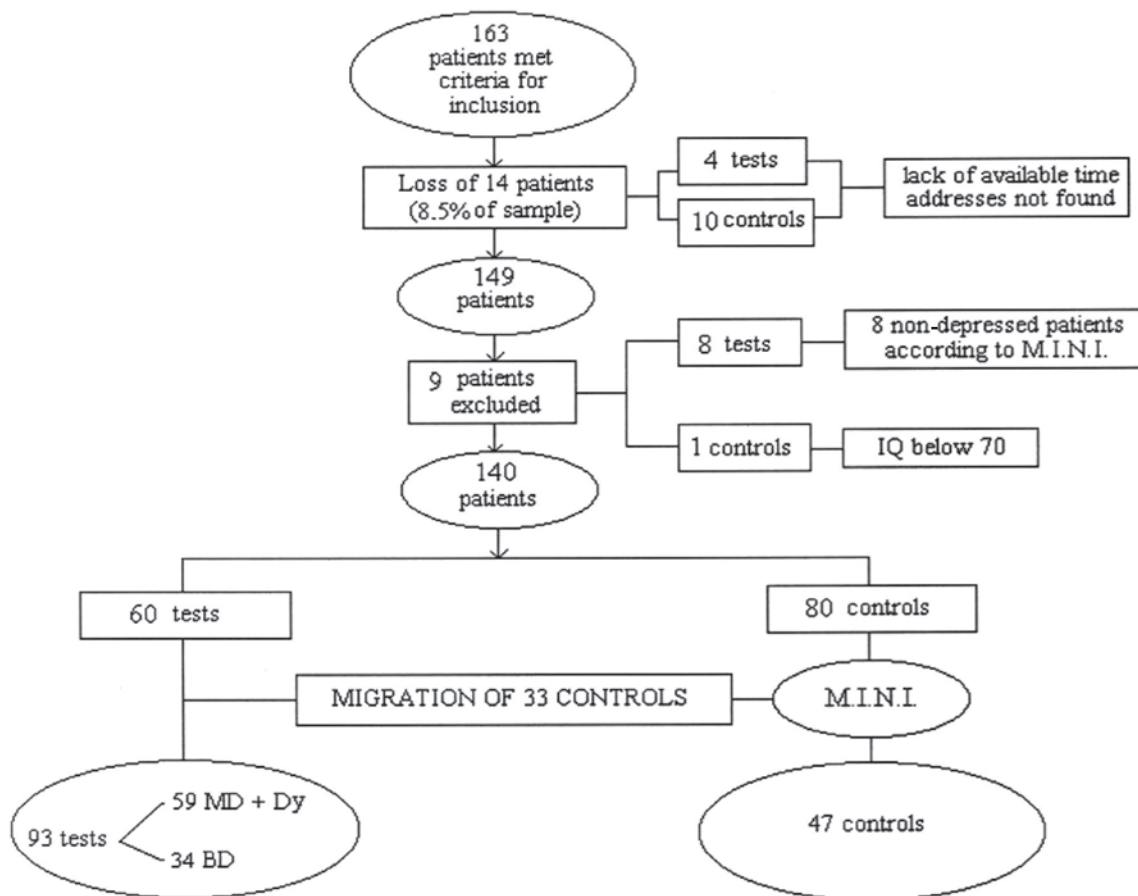 163
patients met
criteria for
inclusion
Loss of 14 patients
(8.5% of sample)
4 tests
10 controls
lack of available time
addresses not found
149
patients
9 patients
excluded
8 tests
8 non-depressed patients
according to M.I.N.I.
1 controls
IQ below 70
140
patients
60 tests
80 controls
MIGRATION OF 33 CONTROLS
M.I.N.I.
93 tests
59 MD + Dy
34 BD
47 controls